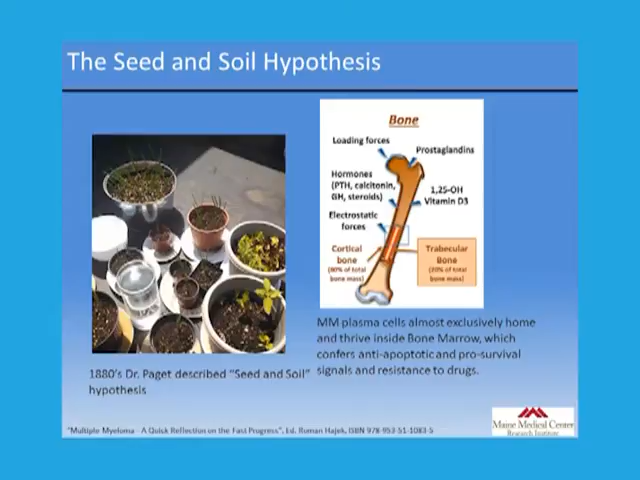 The Seed and Soil Hypothesis
Bone
Loading forces
Prostaglandins
Hormones
(PTH, calcitonin,
GH, steroids)
1,25-OH
Vitamin D3
Electrostatic
forces
Cortical
bone
(80% of total
bone mass)
Trabecular
Bone
(20% of total
bone mass)
MM plasma cells almost exclusively home
and thrive inside Bone Marrow, which
confers anti-apoptotic and pro-survival
signals and resistance to drugs.
1880's Dr. Paget described "Seed and Soil"
hypothesis
"Multiple Myeloma - A Quick Reflection on the Fast Progress", Ed. Roman Hajek, ISBN 978-953-51-1083-5
Maine Medical Center
Research Institute